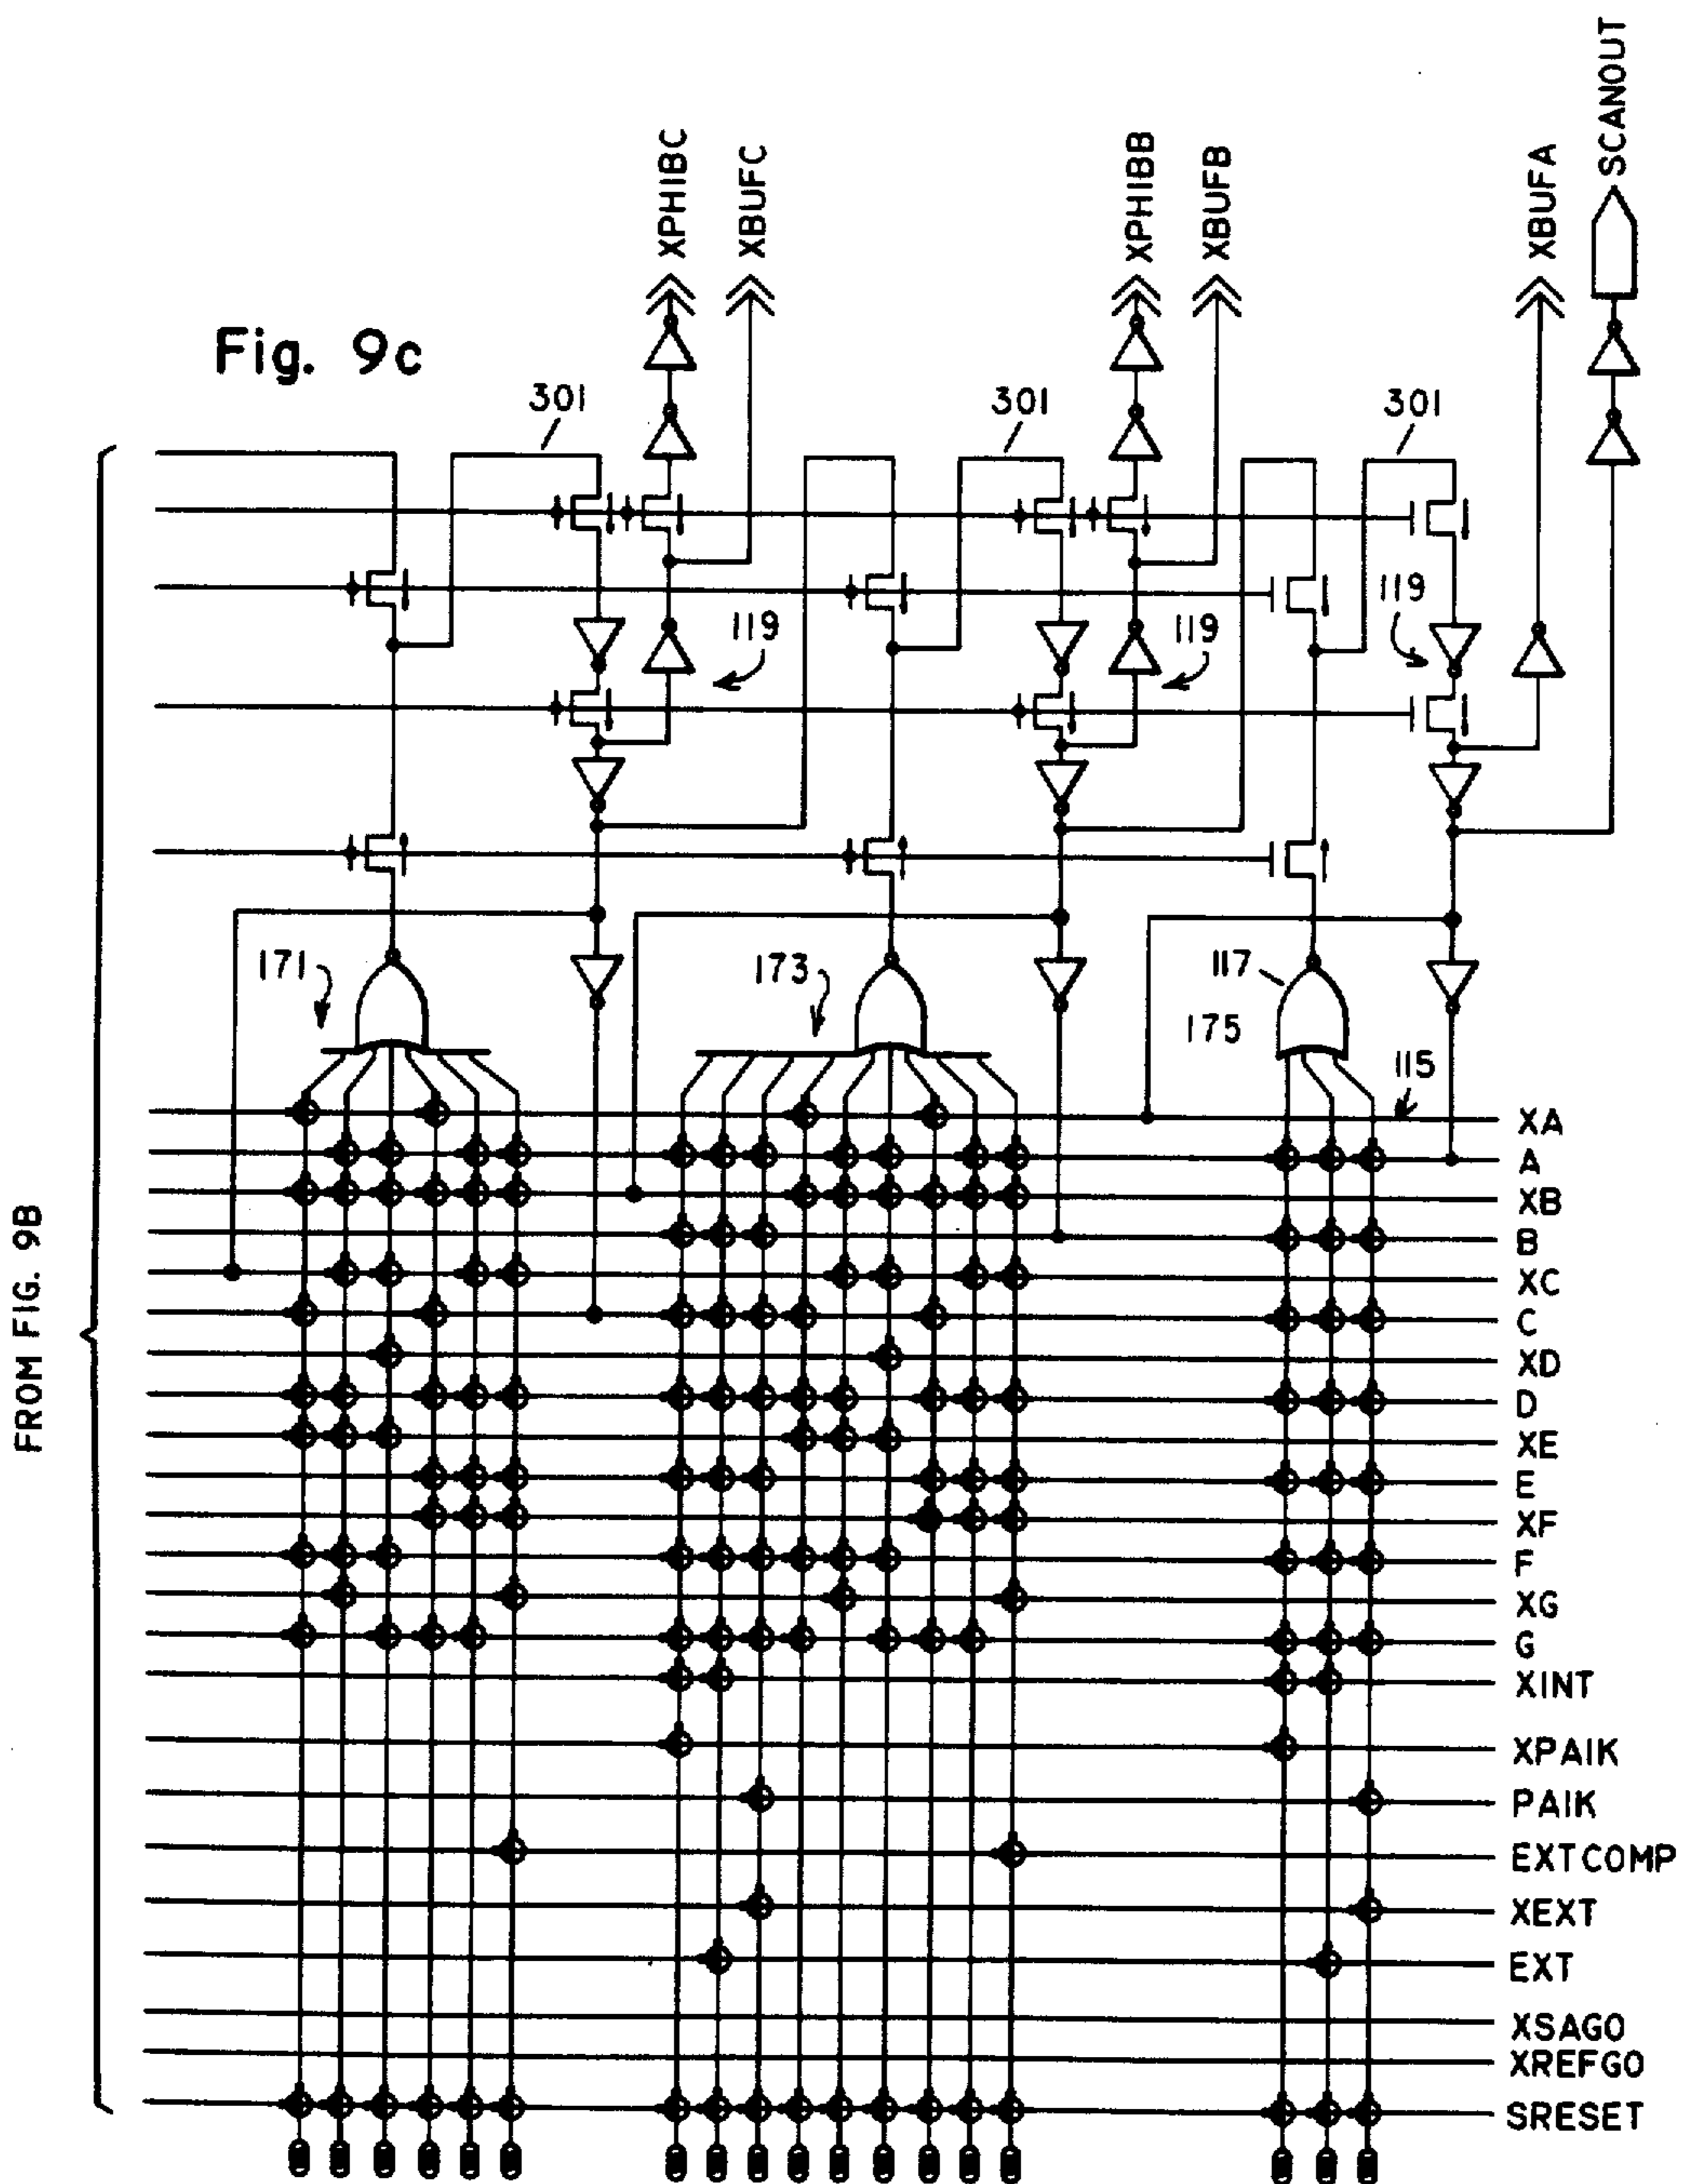 XPHIBC
XBUFC
XPHIBB
XBUFB
XBUFA
SCANOUT
Fig. 9c
301
301
301
119
119
119
171
173
117
175
115
FROM FIG. 9B
XA
A
XB
B
XC
C
XD
D
XE
E
XF
F
XG
G
XINT
XPAIK
PAIK
EXTCOMP
XEXT
EXT
XSAGO
XREFGO
SRESET